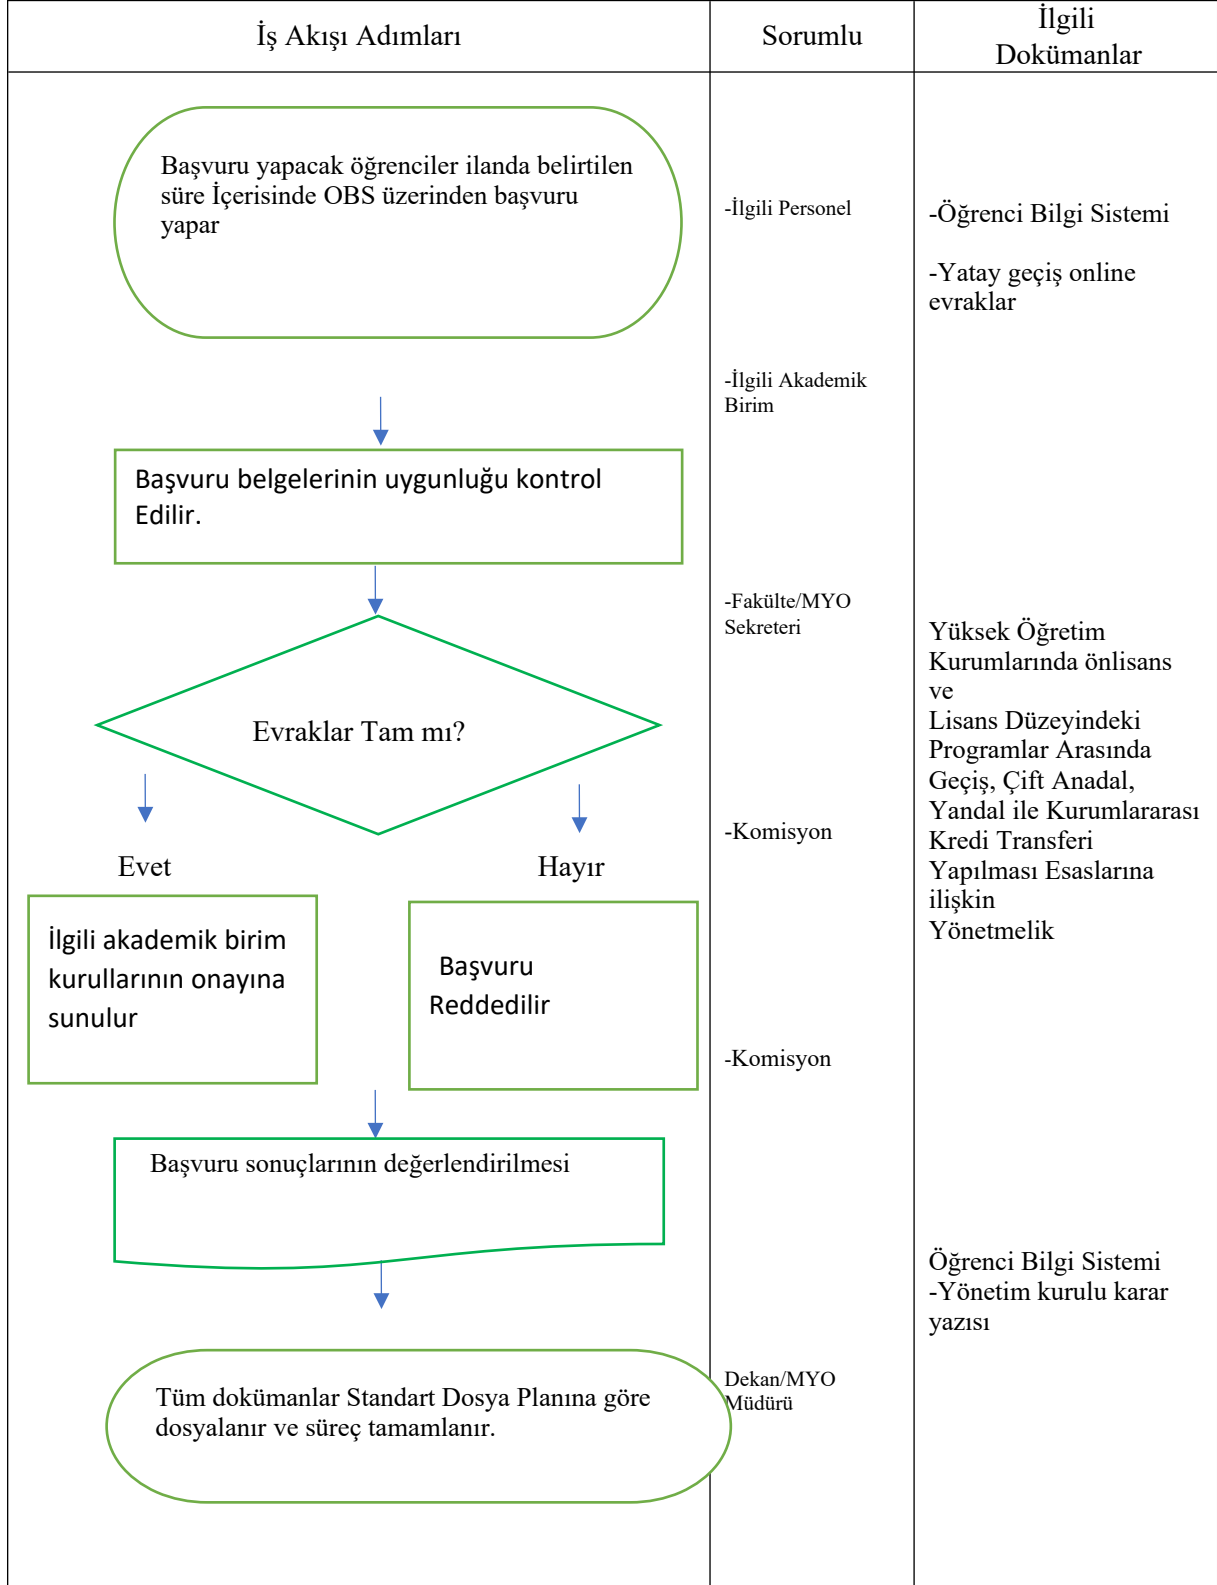 İş Akışı Adımları
Sorumlu
İlgili
Dokümanlar
Başvuru yapacak öğrenciler ilanda belirtilen
süre İçerisinde OBS üzerinden başvuru
yapar
-İlgili Personel
-Öğrenci Bilgi Sistemi
-Yatay geçiş online
evraklar
-İlgili Akademik
Birim
Başvuru belgelerinin uygunluğu kontrol
Edilir.
-Fakülte/MYO
Sekreteri
Yüksek Öğretim
Kurumlarında önlisans
ve
Lisans Düzeyindeki
Programlar Arasında
Geçiş, Çift Anadal,
Yandal ile Kurumlararası
Kredi Transferi
Yapılması Esaslarına
ilişkin
Yönetmelik
Evraklar Tam mı?
-Komisyon
Evet
Hayır
İlgili akademik birim
kurullarının onayına
sunulur
Başvuru
Reddedilir
-Komisyon
Başvuru sonuçlarının değerlendirilmesi
Öğrenci Bilgi Sistemi
-Yönetim kurulu karar
yazısı
Tüm dokümanlar Standart Dosya Planına göre
dosyalanır ve süreç tamamlanır.
Dekan/MYO
Müdürü